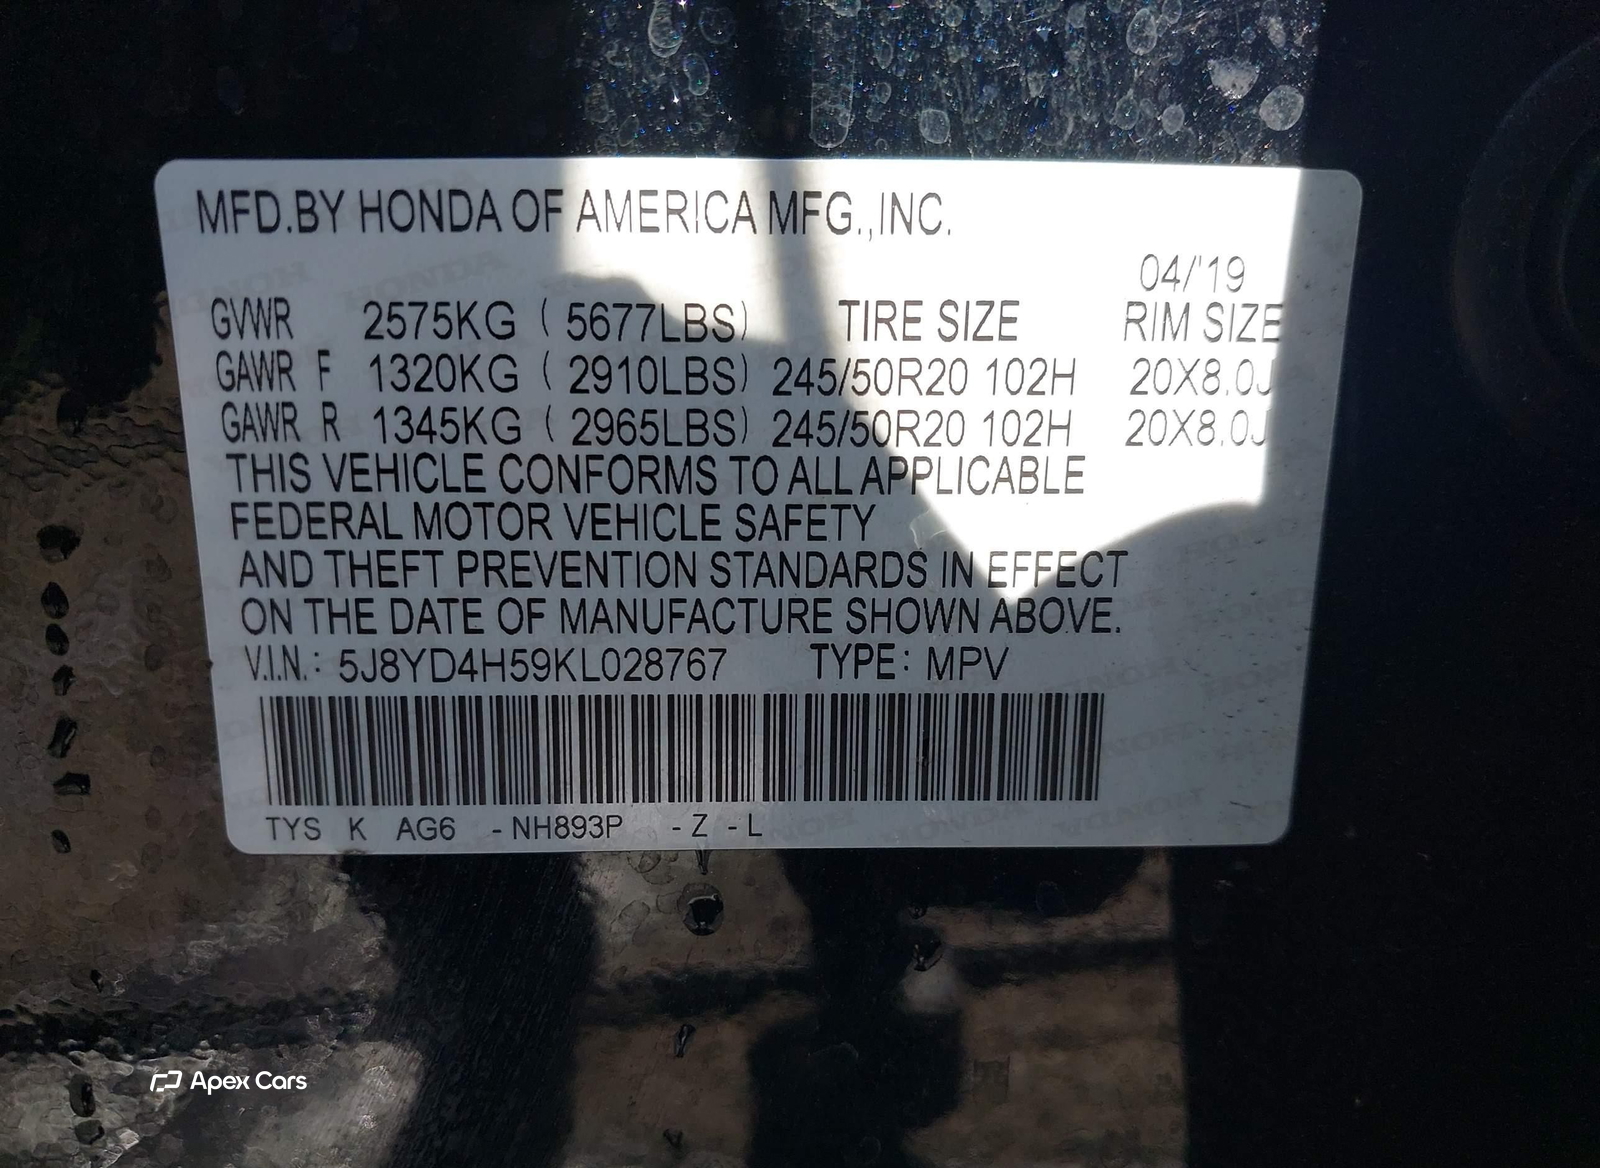 MFD.BY HONDA OF AMERICA MFG.,INC.
04/'19
GVWR 2575KG ( 5677LBS) TIRE SIZE RIM SIZE
GAWR F 1320KG ( 2910LBS) 245/50R20 102H 20X8.0J
GAWR R 1345KG ( 2965LBS) 245/50R20 102H 20X8.0J
THIS VEHICLE CONFORMS TO ALL APPLICABLE
FEDERAL MOTOR VEHICLE SAFETY
AND THEFT PREVENTION STANDARDS IN EFFECT
ON THE DATE OF MANUFACTURE SHOWN ABOVE.
V.I.N.: 5J8YD4H59KL028767 TYPE: MPV
TYS K AG6 -NH893P -Z -L
Apex Cars